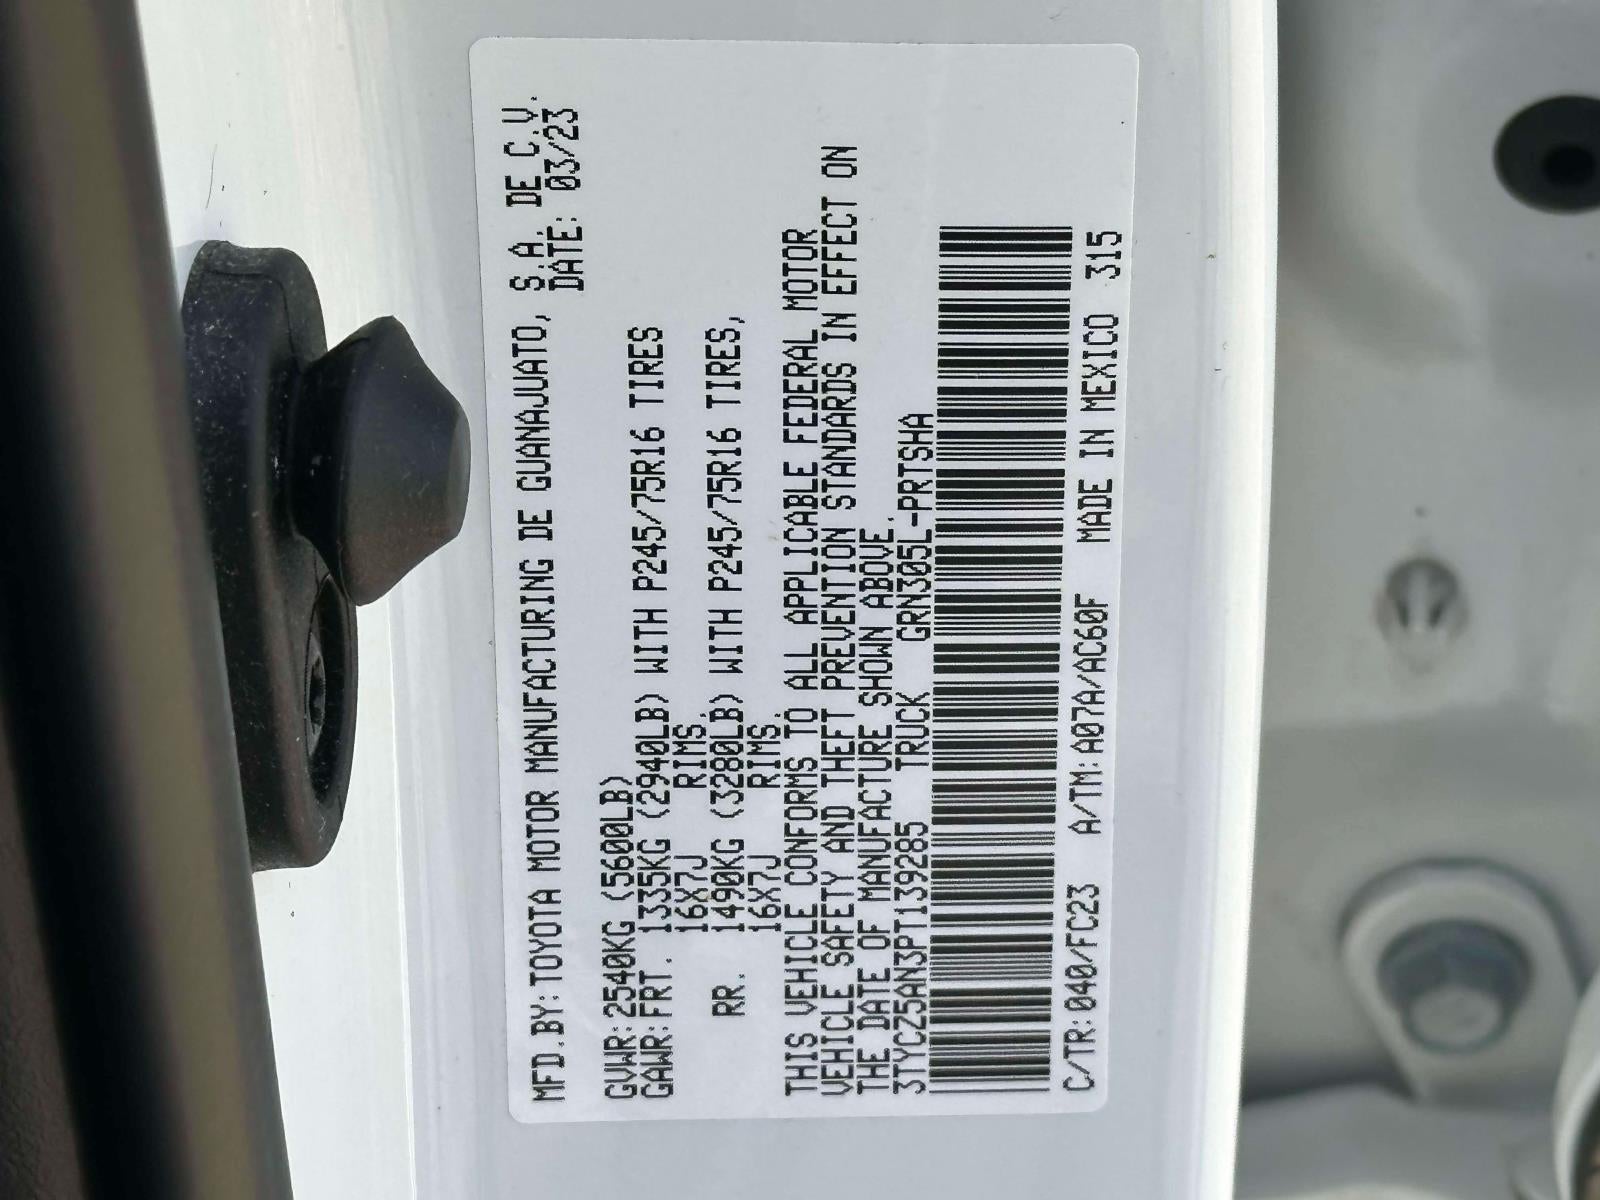 MFD.BY:TOYOTA MOTOR MANUFACTURING DE GUANAJUATO, S.A. DE C.V.
DATE: 03/23
GVWR:2540KG (5600LB)
GAWR:FRT. 1335KG (2940LB) WITH P245/75R16 TIRES
16X7J RIMS,
RR. 1490KG (3280LB) WITH P245/75R16 TIRES,
16X7J RIMS.
THIS VEHICLE CONFORMS TO ALL APPLICABLE FEDERAL MOTOR
VEHICLE SAFETY AND THEFT PREVENTION STANDARDS IN EFFECT ON
THE DATE OF MANUFACTURE SHOWN ABOVE.
3TYCZ5AN3PT139285 TRUCK GRN305L-PRTSHA
C/TR:040/FC23 A/TM:A07A/AC60F MADE IN MEXICO 315